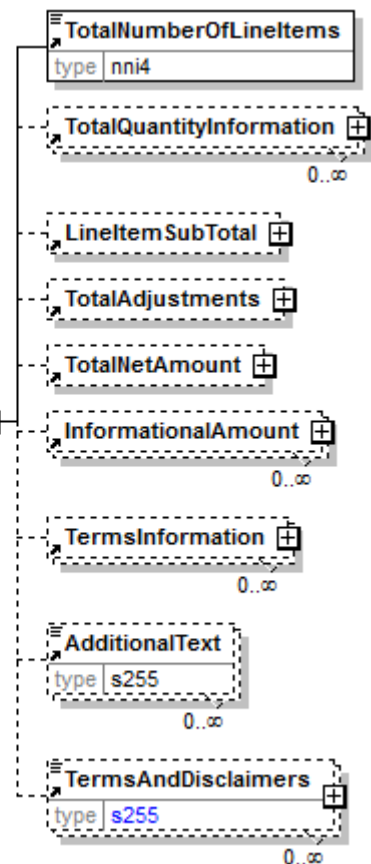 TotalNumberOfLineItems
type nni4
TotalQuantityInformation
0..∞
LineItemSubTotal
TotalAdjustments
TotalNetAmount
InformationalAmount
0..∞
TermsInformation
0..∞
AdditionalText
type s255
0..∞
TermsAndDisclaimers
type s255
0..∞